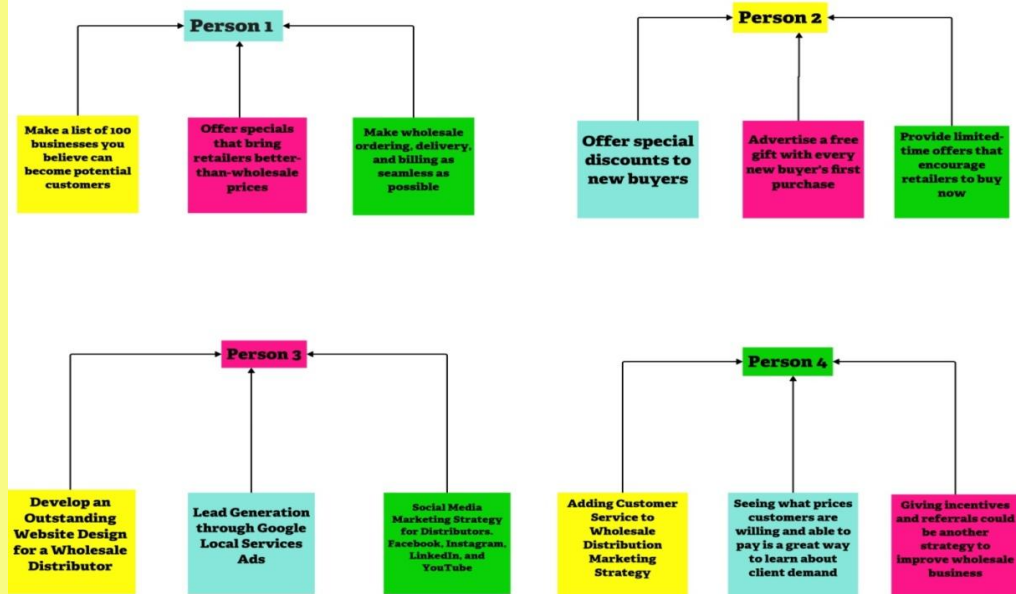 Person 1
Make a list of 100
businesses you
believe can
become potential
customers
Offer specials
that bring
retailers better-
than-wholesale
prices
Make wholesale
ordering, delivery,
and billing as
seamless as
possible
Person 2
Offer special
discounts to
new buyers
Advertise a free
gift with every
new buyer's first
purchase
Provide limited-
time offers that
encourage
retailers to buy
now
Person 3
Develop an
Outstanding
Website Design
for a Wholesale
Distributor
Lead Generation
through Google
Local Services
Ads
Social Media
Marketing Strategy
for Distributors.
Facebook, Instagram,
LinkedIn, and
YouTube
Person 4
Adding Customer
Service to
Wholesale
Distribution
Marketing
Strategy
Seeing what prices
customers are
willing and able to
pay is a great way
to learn about
client demand
Giving incentives
and referrals could
be another
strategy to
improve wholesale
business